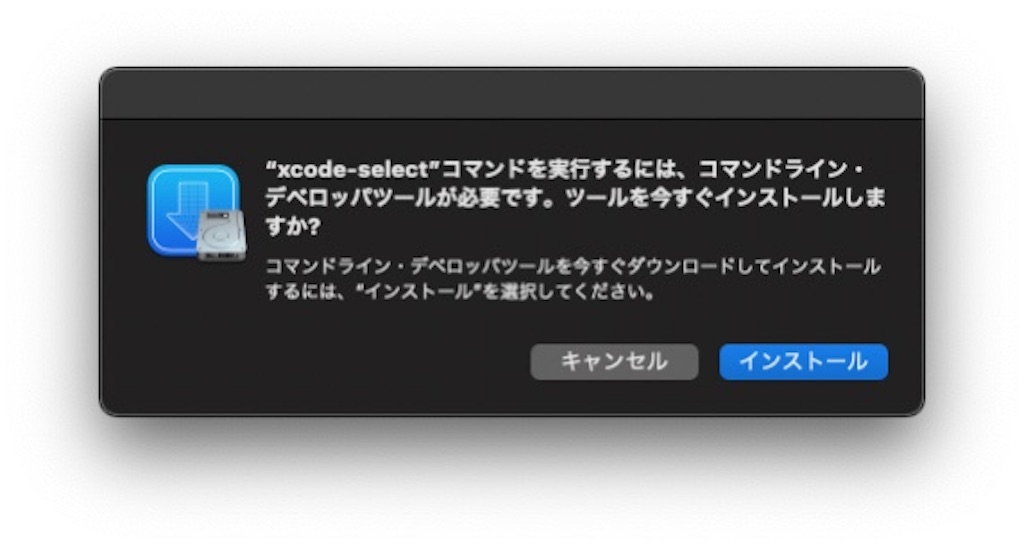 “xcode-select”コマンドを実行するには、コマンドライン・
デベロッパツールが必要です。ツールを今すぐインストールしま
すか?
コマンドライン・デベロッパツールを今すぐダウンロードしてインストール
するには、“インストール”を選択してください。
キャンセル
インストール